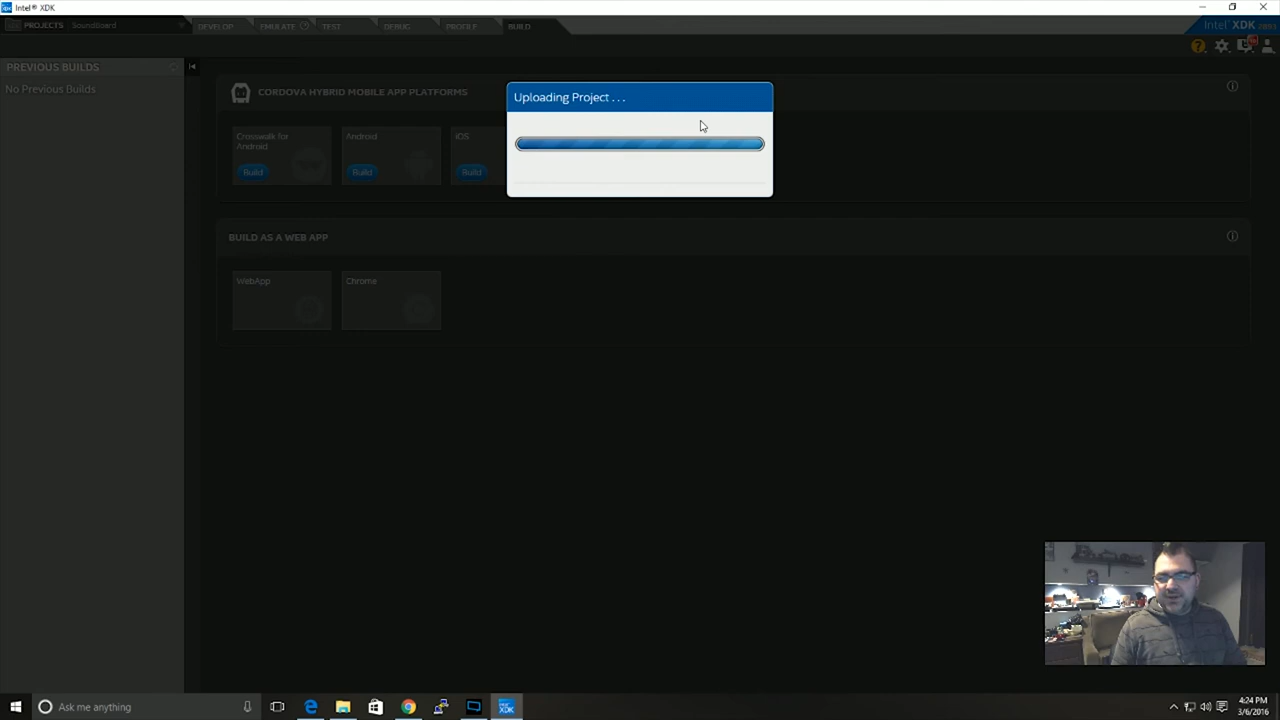 Intel® XDK
PROJECTS SoundBoard DEVELOP EMULATE TEST DEBUG PROFILE BUILD
Intel® XDK
PREVIOUS BUILDS
No Previous Builds
CORDOVA HYBRID MOBILE APP PLATFORMS
Uploading Project . . .
Crosswalk for
Android
Build
Android
Build
iOS
Build
BUILD AS A WEB APP
WebApp
Chrome
Ask me anything
4:24 PM
3/6/2016